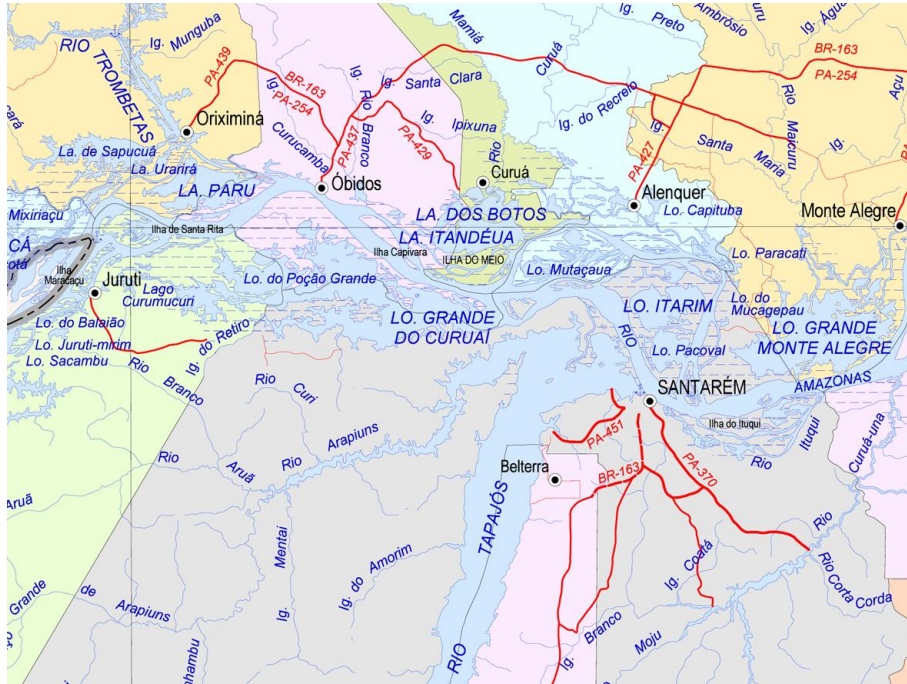 Mamiá
Ig. Preto
Ambrósio
uru
Ig. Águ
Ig. Munguba
RIO TROMBETAS
PA-439
BR-163
PA-254
Ig. Curucamba
Ig. Santa Clara
Ig. Rio Branco
PA-437
PA-429
Ig. Ipixuna
Curuá
Ig. do Recreio
BR-163
PA-254
Açu
Rio Maicuru
Ig.
Ig. Santa Maria
PA-427
Oriximiná
La. de Sapucuá
La. Urarirá
LA. PARU
Óbidos
Rio
Curuá
Alenquer
Lo. Capituba
Monte Alegre
Mixiriaçu
Ilha de Santa Rita
LA. DOS BOTOS
LA. ITANDÉUA
Ilha Capivara
ILHA DO MEIO
Lo. Mutaçaua
Lo. Paracati
CÁ
otá
Ilha Maracaçu
Juruti
Lago Curumucuri
Lo. do Poção Grande
LO. GRANDE
DO CURUAÍ
LO. ITARIM
Lo. do
Mucagepau
LO. GRANDE
MONTE ALEGRE
Lo. do Balaião
Lo. Juruti-mirim
Lo. Sacambu
Ig. do Retiro
RIO
Lo. Pacoval
AMAZONAS
SANTARÉM
Rio Branco
Rio Curi
Ilha do Ituqui
Rio Ituqui
Curuá-una
Rio Aruã
Rio Arapiuns
PA-451
BR-163
PA-370
Belterra
Aruã
TAPAJÓS
RIO
Ig. Mentai
Ig. do Amorim
Ig. Coatá
Rio
Rio Corta Corda
Grande
de Arapiuns
nhambu
Ig. Branco
Moju